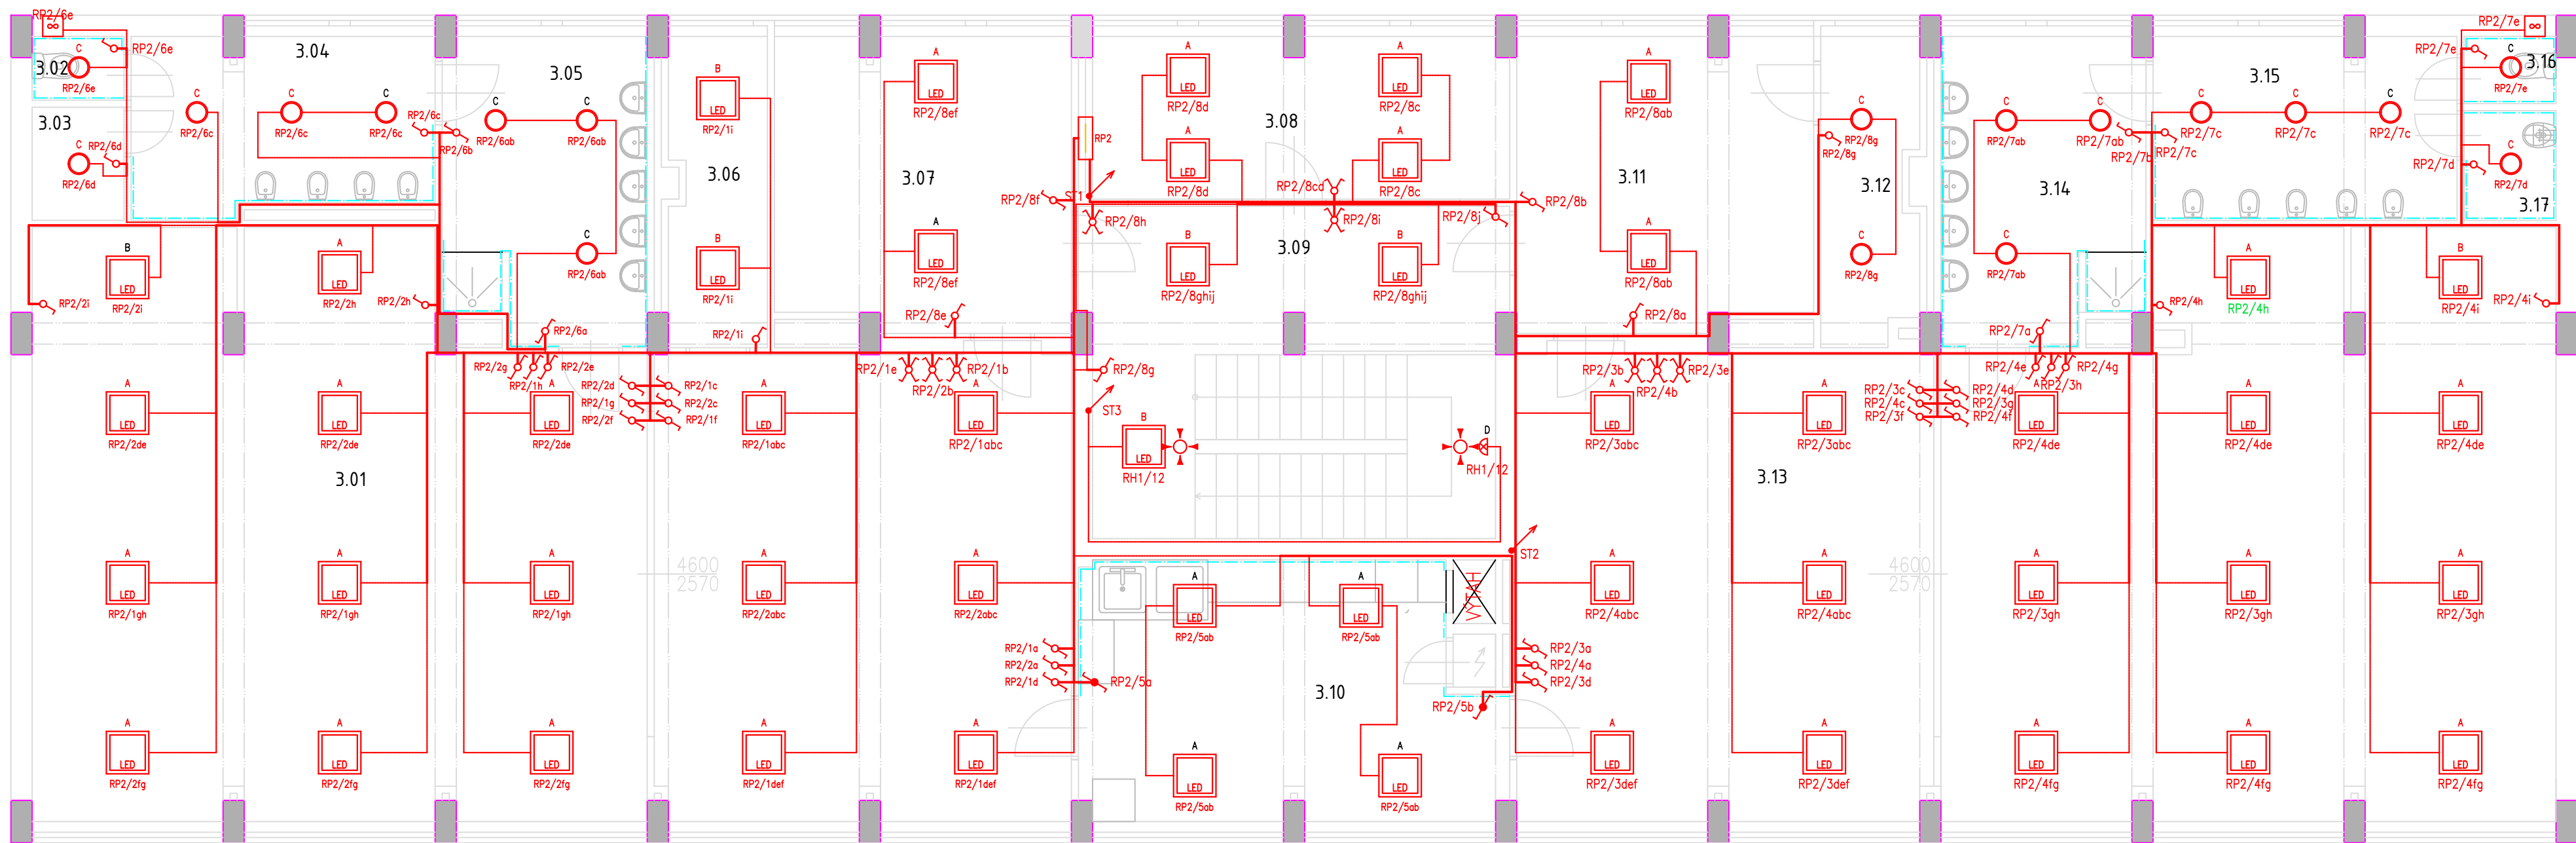 RP2/6e
RP2/7e
∞
∞
C
RP2/6e
3.04
3.05
A
A
A
A
RP2/7e
C
3.16
3.02
RP2/6e
B
LED
RP2/1i
LED
RP2/8ef
LED
RP2/8d
LED
RP2/8c
LED
RP2/8ab
3.15
RP2/7e
3.03
C
RP2/6c
C
RP2/6c
C
RP2/6c
RP2/6c
RP2/6b
C
RP2/6ab
C
RP2/6ab
3.08
C
RP2/8g
RP2/8g
C
RP2/7ab
C
RP2/7ab
RP2/7b
RP2/7c
C
RP2/7c
C
RP2/7c
C
RP2/7c
RP2
C
RP2/6d
RP2/6d
3.06
3.07
A
LED
RP2/8d
A
LED
RP2/8c
3.11
3.12
3.14
RP2/7d
C
RP2/7d
3.17
RP2/8f
ST1
RP2/8h
RP2/8cd
RP2/8i
RP2/8j
RP2/8b
B
LED
RP2/2i
RP2/2i
A
LED
RP2/2h
RP2/2h
C
RP2/6ab
B
LED
RP2/1i
A
LED
RP2/8ef
B
LED
RP2/8ghij
3.09
B
LED
RP2/8ghij
A
LED
RP2/8ab
C
RP2/8g
C
RP2/7ab
RP2/4h
A
LED
RP2/4h
B
LED
RP2/4i
RP2/4i
RP2/6a
RP2/1i
RP2/8e
RP2/8a
RP2/7a
RP2/2g
RP2/1h
RP2/2e
RP2/2d
RP2/1c
RP2/1g
RP2/2c
RP2/2f
RP2/1f
RP2/1e
RP2/2b
RP2/1b
RP2/8g
RP2/3b
RP2/4b
RP2/3e
RP2/3c
RP2/4d
RP2/4c
RP2/3g
RP2/3f
RP2/4f
RP2/4e
RP2/3h
RP2/4g
A
LED
RP2/2de
A
LED
RP2/2de
A
LED
RP2/2de
A
LED
RP2/1abc
A
LED
RP2/1abc
ST3
A
LED
RP2/3abc
A
LED
RP2/3abc
A
LED
RP2/4de
A
LED
RP2/4de
A
LED
RP2/4de
3.01
B
LED
RH1/12
D
RH1/12
3.13
ST2
4600
2570
4600
2570
A
LED
RP2/1gh
A
LED
RP2/1gh
A
LED
RP2/1gh
A
LED
RP2/2abc
A
LED
RP2/2abc
A
LED
RP2/5ab
A
LED
RP2/5ab
VÝTAH
A
LED
RP2/4abc
A
LED
RP2/4abc
A
LED
RP2/3gh
A
LED
RP2/3gh
A
LED
RP2/3gh
RP2/1a
RP2/2a
RP2/1d
RP2/5a
3.10
RP2/5b
RP2/3a
RP2/4a
RP2/3d
A
LED
RP2/2fg
A
LED
RP2/2fg
A
LED
RP2/2fg
A
LED
RP2/1def
A
LED
RP2/1def
A
LED
RP2/5ab
A
LED
RP2/5ab
A
LED
RP2/3def
A
LED
RP2/3def
A
LED
RP2/4fg
A
LED
RP2/4fg
A
LED
RP2/4fg